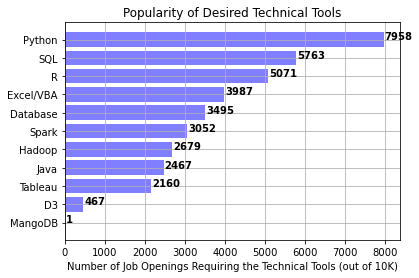 Popularity of Desired Technical Tools
Python 7958
SQL 5763
R 5071
Excel/VBA 3987
Database 3495
Spark 3052
Hadoop 2679
Java 2467
Tableau 2160
D3 467
MangoDB 1
0 1000 2000 3000 4000 5000 6000 7000 8000
Number of Job Openings Requiring the Technical Tools (out of 10K)